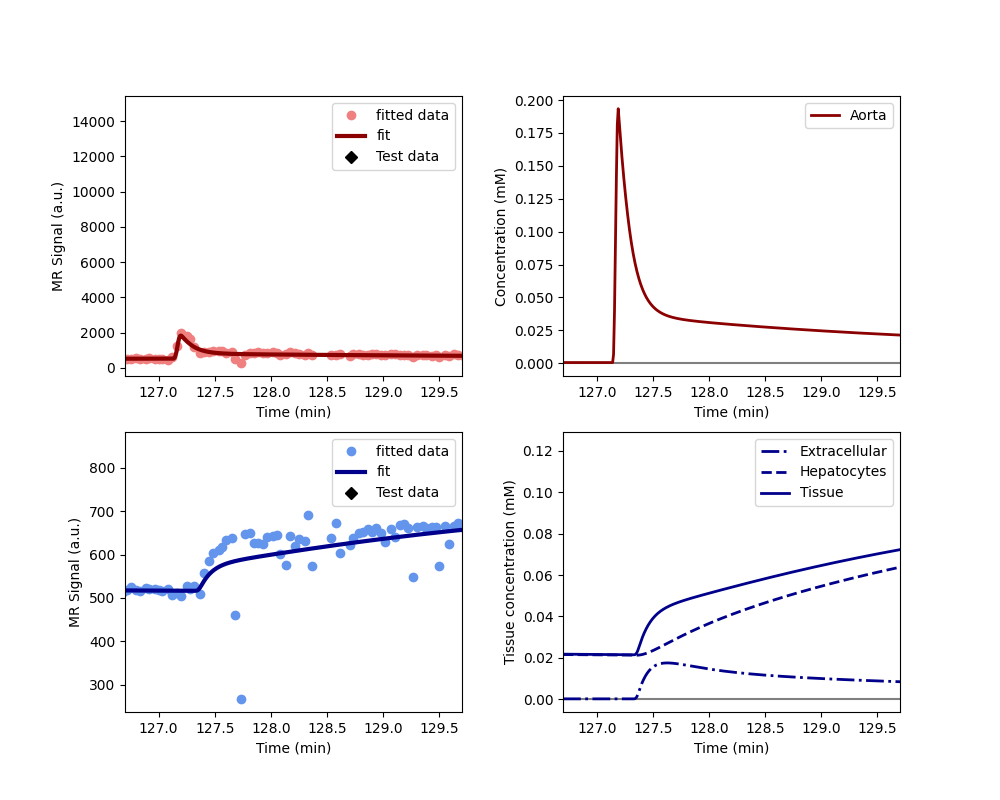 MR Signal (a.u.)
14000
12000
10000
8000
6000
4000
2000
0
fitted data
fit
Test data
127.0 127.5 128.0 128.5 129.0 129.5
Time (min)
Concentration (mM)
0.200
0.175
0.150
0.125
0.100
0.075
0.050
0.025
0.000
Aorta
127.0 127.5 128.0 128.5 129.0 129.5
Time (min)
MR Signal (a.u.)
800
700
600
500
400
300
fitted data
fit
Test data
127.0 127.5 128.0 128.5 129.0 129.5
Time (min)
Tissue concentration (mM)
0.12
0.10
0.08
0.06
0.04
0.02
0.00
Extracellular
Hepatocytes
Tissue
127.0 127.5 128.0 128.5 129.0 129.5
Time (min)